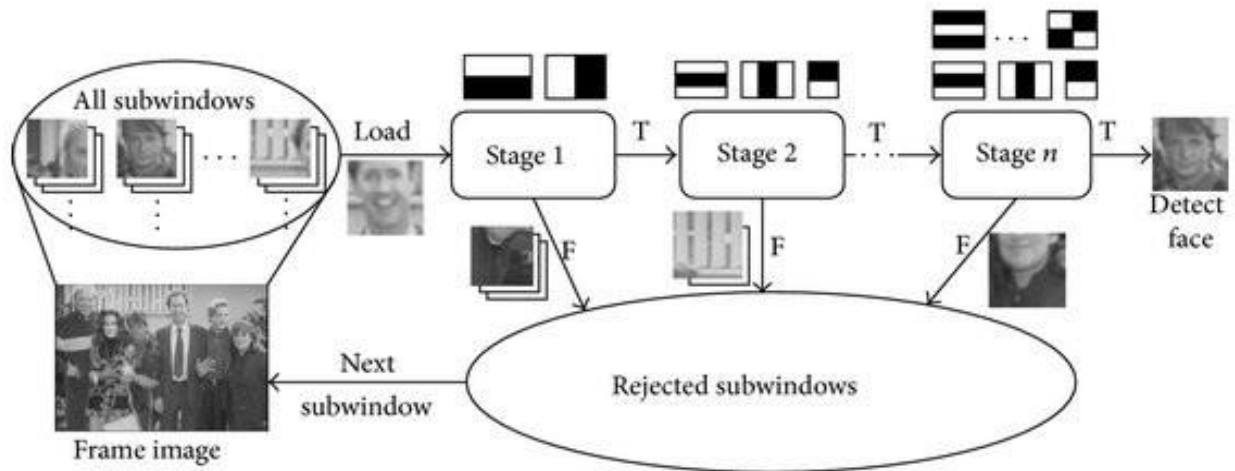 All subwindows
Load
Stage 1
T
Stage 2
T
Stage n
T
Detect
face
F
F
F
Next
subwindow
Rejected subwindows
Frame image